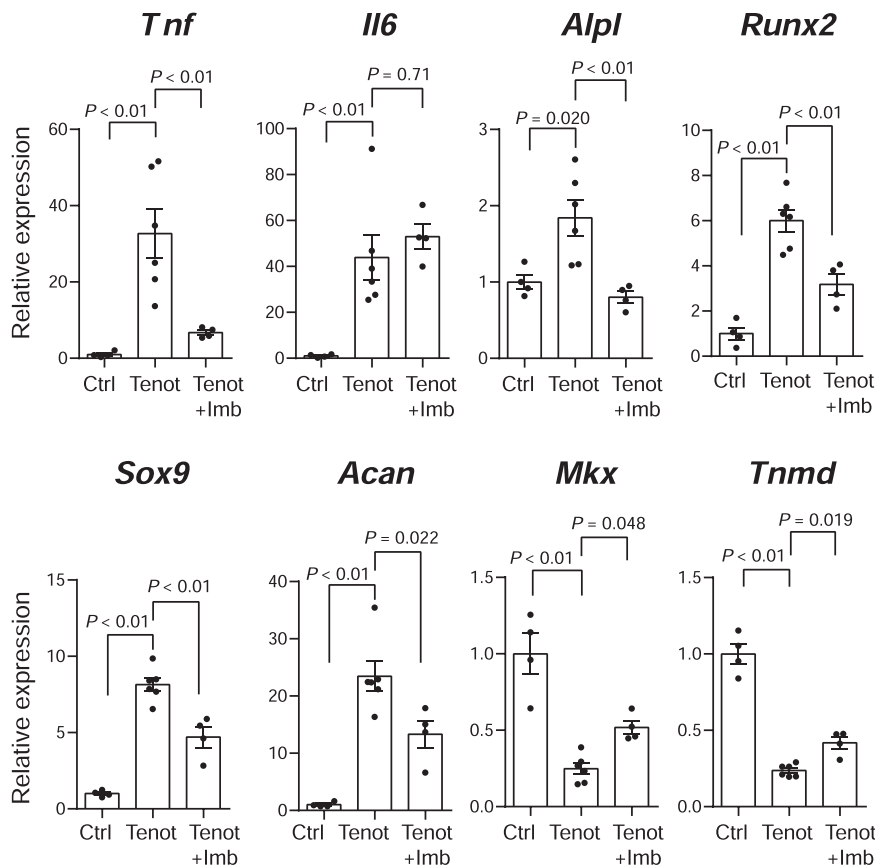 Tnf Il6 Alpl Runx2
P < 0.01 P < 0.01 P < 0.01 P = 0.71 P = 0.020 P < 0.01 P < 0.01 P < 0.01
Relative expression
60 40 20 0
100 80 60 40 20 0
3 2 1 0
10 8 6 4 2 0
Ctrl Tenot Tenot Ctrl Tenot Tenot Ctrl Tenot Tenot Ctrl Tenot Tenot
+Imb +Imb +Imb +Imb
Sox9 Acan Mkx Tnmd
P < 0.01 P < 0.01 P < 0.01 P = 0.022 P < 0.01 P = 0.048 P < 0.01 P = 0.019
Relative expression
15 10 5 0
40 30 20 10 0
1.5 1.0 0.5 0.0
1.5 1.0 0.5 0.0
Ctrl Tenot Tenot Ctrl Tenot Tenot Ctrl Tenot Tenot Ctrl Tenot Tenot
+Imb +Imb +Imb +Imb